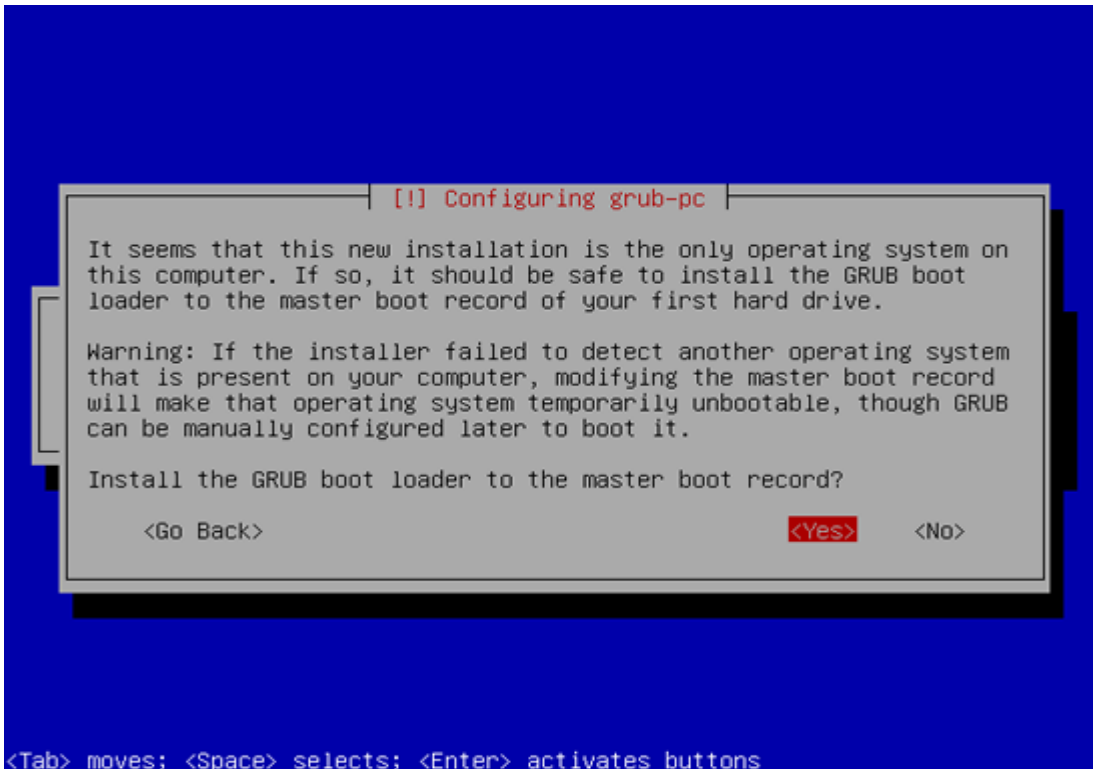 [!] Configuring grub-pc
It seems that this new installation is the only operating system on
this computer. If so, it should be safe to install the GRUB boot
loader to the master boot record of your first hard drive.
Warning: If the installer failed to detect another operating system
that is present on your computer, modifying the master boot record
will make that operating system temporarily unbootable, though GRUB
can be manually configured later to boot it.
Install the GRUB boot loader to the master boot record?
<Go Back> <Yes> <No>
<Tab> moves; <Space> selects; <Enter> activates buttons